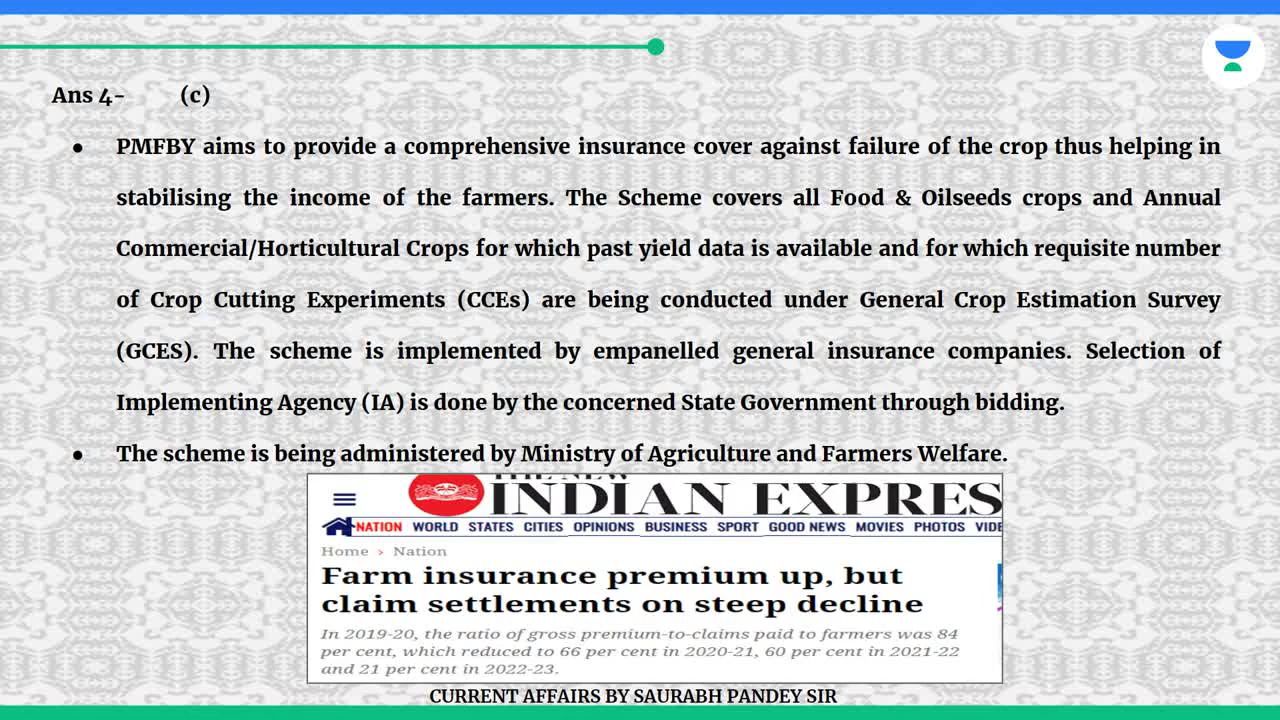 Ans 4- (c)
● PMFBY aims to provide a comprehensive insurance cover against failure of the crop thus helping in
stabilising the income of the farmers. The Scheme covers all Food & Oilseeds crops and Annual
Commercial/Horticultural Crops for which past yield data is available and for which requisite number
of Crop Cutting Experiments (CCEs) are being conducted under General Crop Estimation Survey
(GCES). The scheme is implemented by empanelled general insurance companies. Selection of
Implementing Agency (IA) is done by the concerned State Government through bidding.
● The scheme is being administered by Ministry of Agriculture and Farmers Welfare.
THE NEW
INDIAN EXPRES
NATION WORLD STATES CITIES OPINIONS BUSINESS SPORT GOOD NEWS MOVIES PHOTOS VIDE
Home › Nation
Farm insurance premium up, but
claim settlements on steep decline
In 2019-20, the ratio of gross premium-to-claims paid to farmers was 84
per cent, which reduced to 66 per cent in 2020-21, 60 per cent in 2021-22
and 21 per cent in 2022-23.
CURRENT AFFAIRS BY SAURABH PANDEY SIR